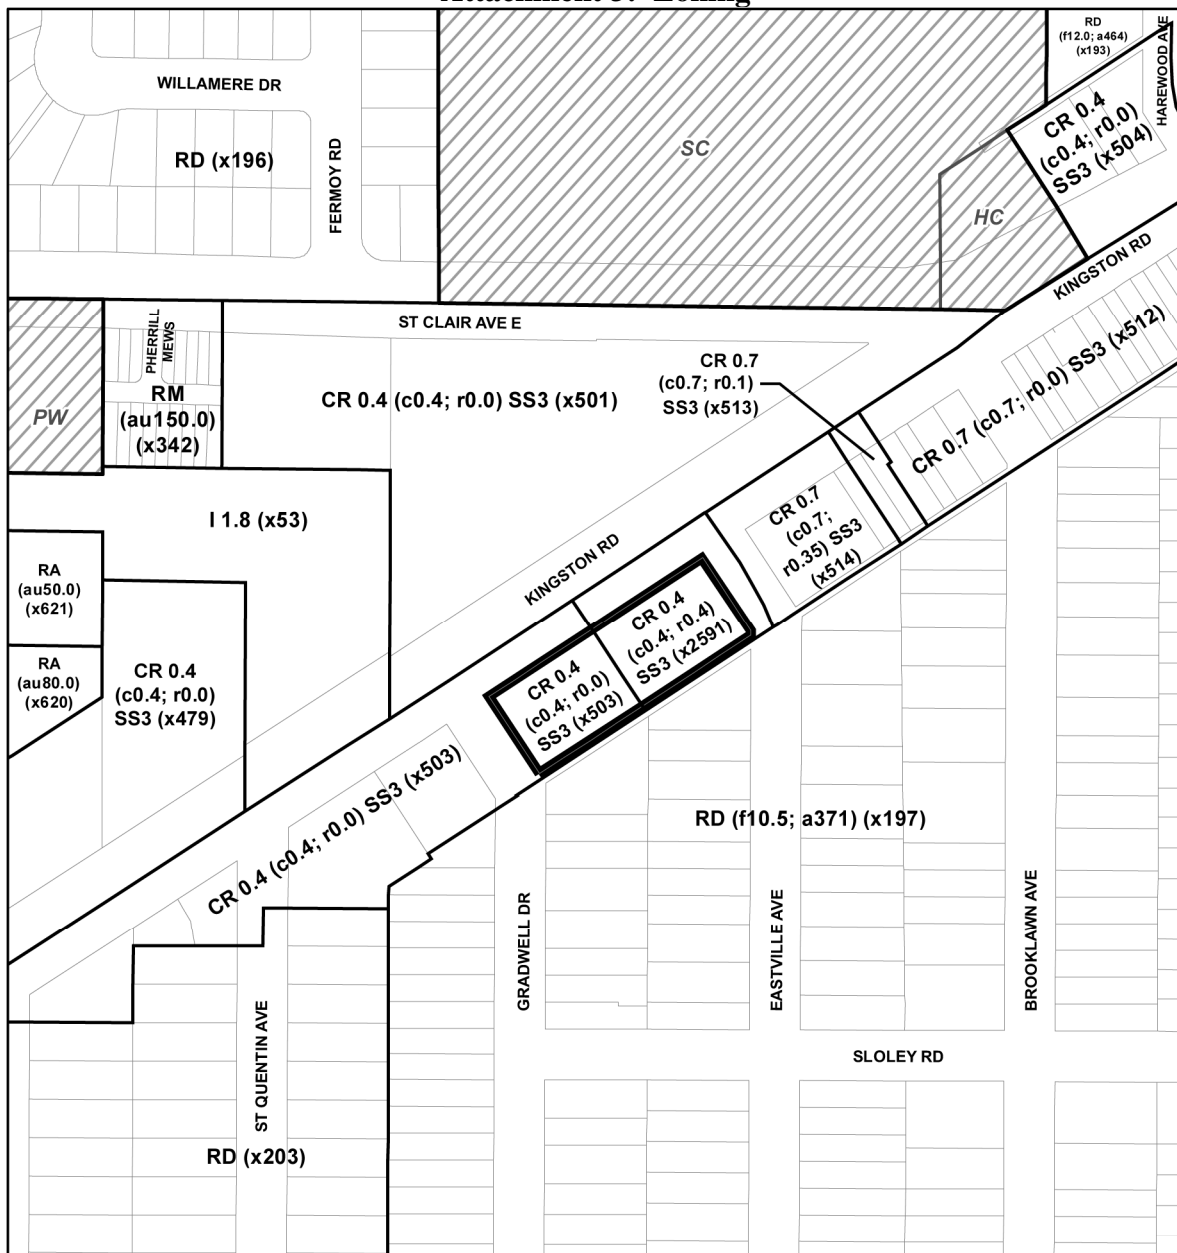 Attachment 5: Zoning
RD
(f12.0; a464)
(x193)
HAREWOOD AVE
WILLAMERE DR
FERMOY RD
RD (x196)
SC
CR 0.4
(c0.4; r0.0)
SS3 (x504)
HC
KINGSTON RD
ST CLAIR AVE E
PHERRILL
MEWS
CR 0.7
(c0.7; r0.1)
SS3 (x513)
CR 0.7 (c0.7; r0.0) SS3 (x512)
PW
RM
(au150.0)
(x342)
CR 0.4 (c0.4; r0.0) SS3 (x501)
I 1.8 (x53)
CR 0.7
(c0.7;
r0.35) SS3
(x514)
KINGSTON RD
RA
(au50.0)
(x621)
RA
(au80.0)
(x620)
CR 0.4
(c0.4; r0.0)
SS3 (x479)
CR 0.4
(c0.4; r0.4)
SS3 (x2591)
CR 0.4
(c0.4; r0.0)
SS3 (x503)
CR 0.4 (c0.4; r0.0) SS3 (x503)
RD (f10.5; a371) (x197)
GRADWELL DR
EASTVILLE AVE
BROOKLAWN AVE
ST QUENTIN AVE
SLOLEY RD
RD (x203)